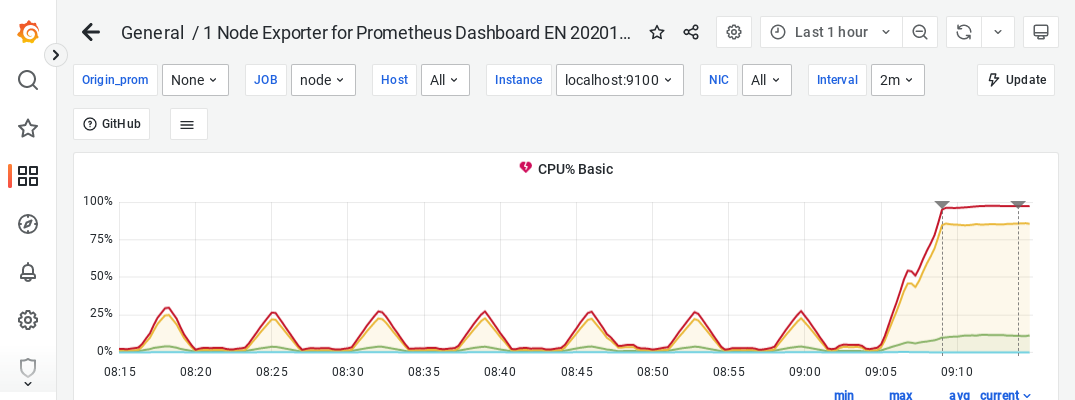 General / 1 Node Exporter for Prometheus Dashboard EN 20201... Last 1 hour
Origin_prom None JOB node Host All Instance localhost:9100 NIC All Interval 2m Update
GitHub
CPU% Basic
100%
75%
50%
25%
0%
08:15 08:20 08:25 08:30 08:35 08:40 08:45 08:50 08:55 09:00 09:05 09:10
min max avg current